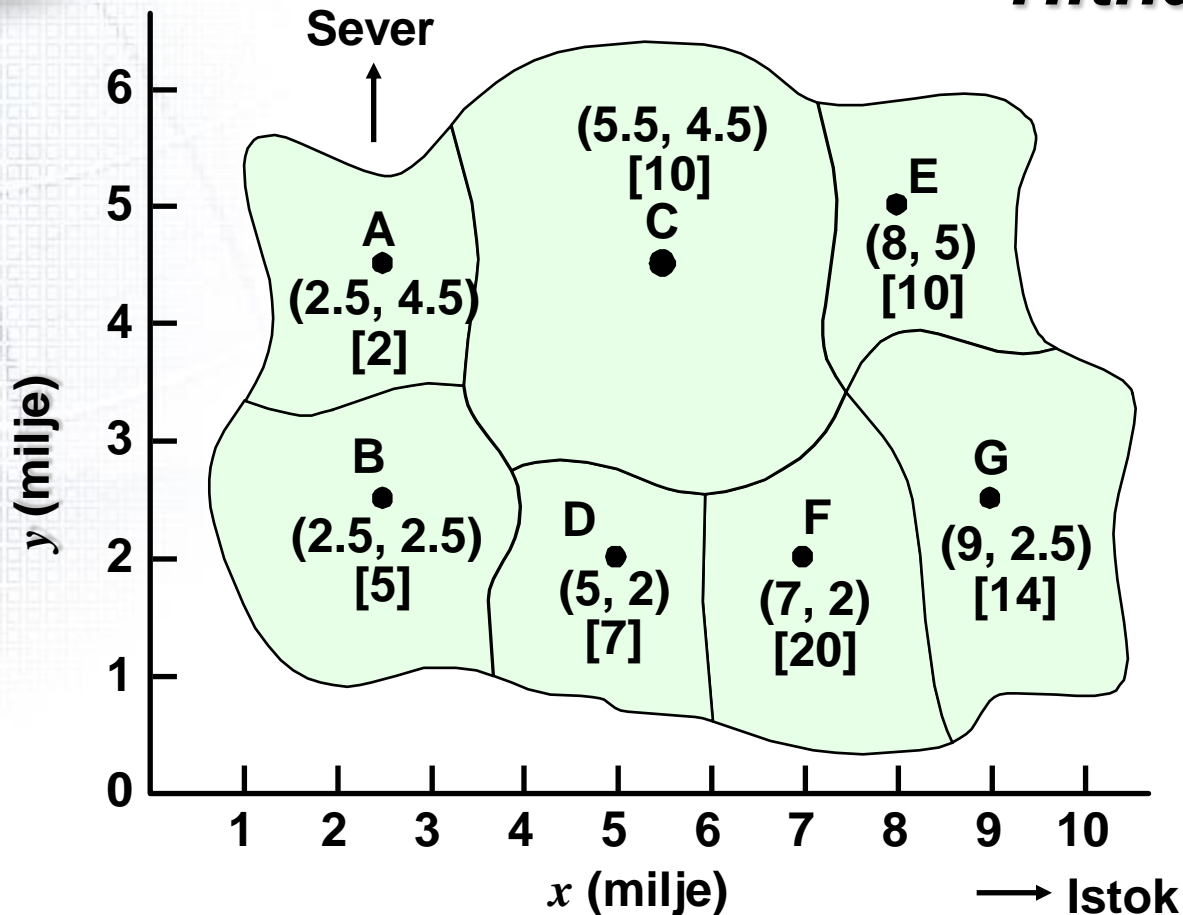 Sever
6
5
4
3
2
1
0
y (milje)
A
(2.5, 4.5)
[2]
B
(2.5, 2.5)
[5]
(5.5, 4.5)
[10]
C
D
(5, 2)
[7]
E
(8, 5)
[10]
F
(7, 2)
[20]
G
(9, 2.5)
[14]
1 2 3 4 5 6 7 8 9 10
x (milje)
Istok